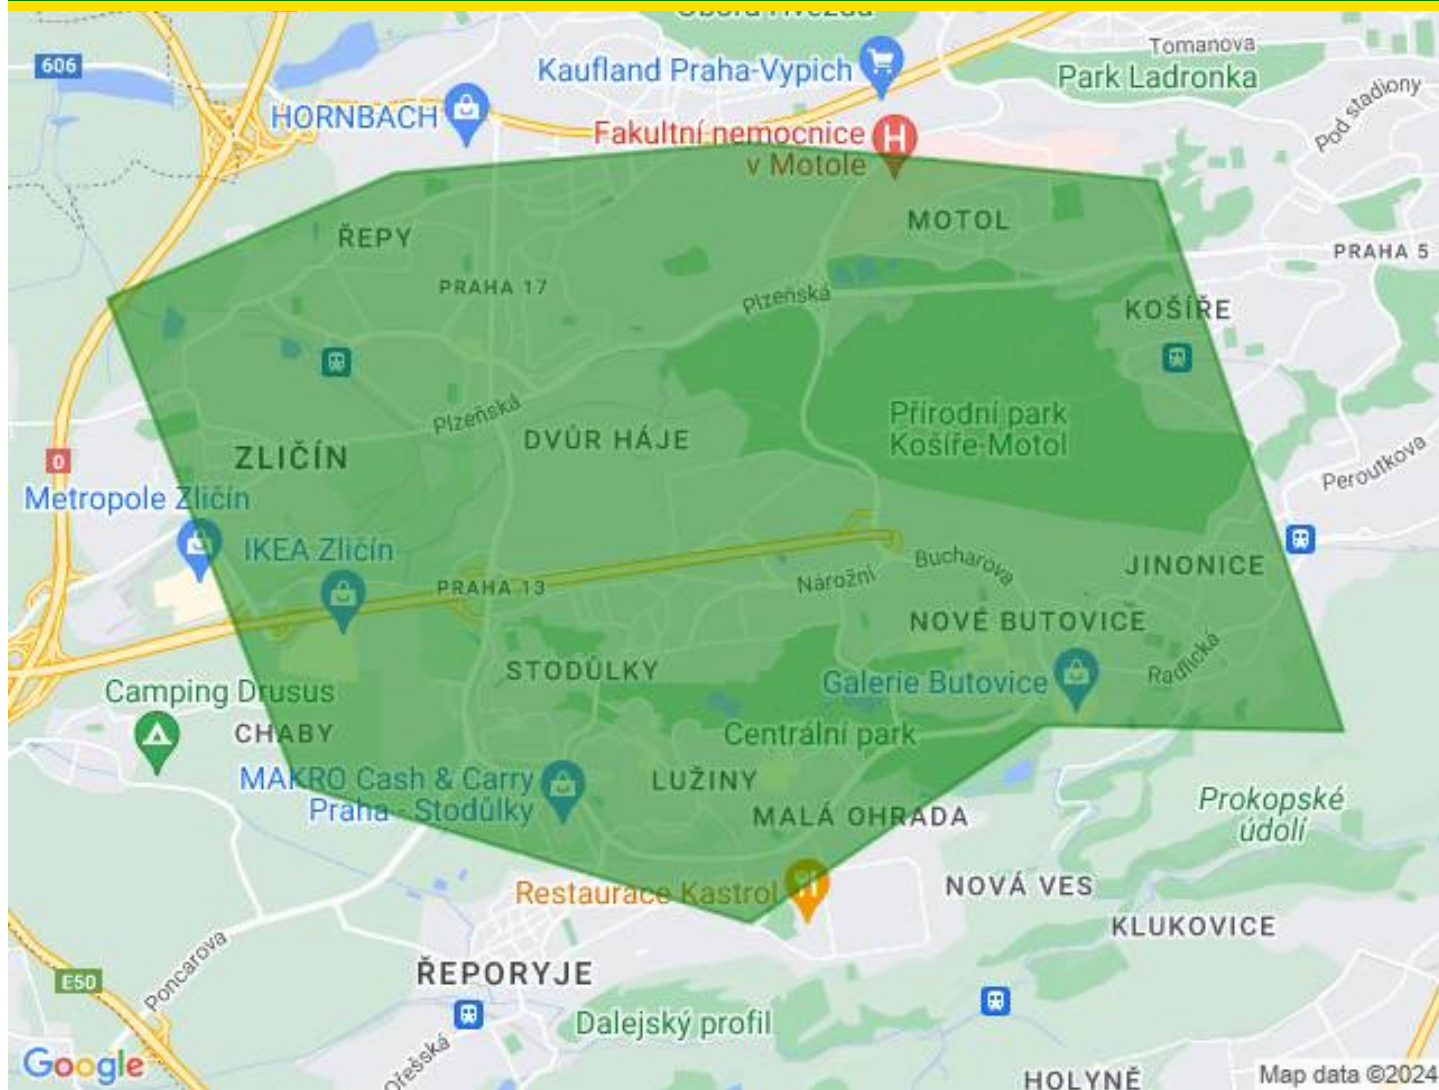 Obora Hvězda
Tomanova
606
Kaufland Praha-Vypich
Park Ladronka
Pod stadiony
HORNBACH
Fakultní nemocnice
v Motole
H
MOTOL
ŘEPY
PRAHA 5
PRAHA 17
Plzeňská
KOŠÍŘE
Plzeňská
Přírodní park
Košíře-Motol
DVŮR HÁJE
ZLIČÍN
0
Peroutkova
Metropole Zličín
IKEA Zličín
Bucharova
JINONICE
PRAHA 13
Nárožní
NOVÉ BUTOVICE
STODŮLKY
Radlická
Galerie Butovice
Camping Drusus
CHABY
Centrální park
MAKRO Cash & Carry
Praha - Stodůlky
LUŽINY
MALÁ OHRADA
Prokopské
údolí
Restaurace Kastrol
NOVÁ VES
KLUKOVICE
Poncarova
ŘEPORYJE
E50
Dalejský profil
Ořešská
Google
HOLYNĚ
Map data ©2024